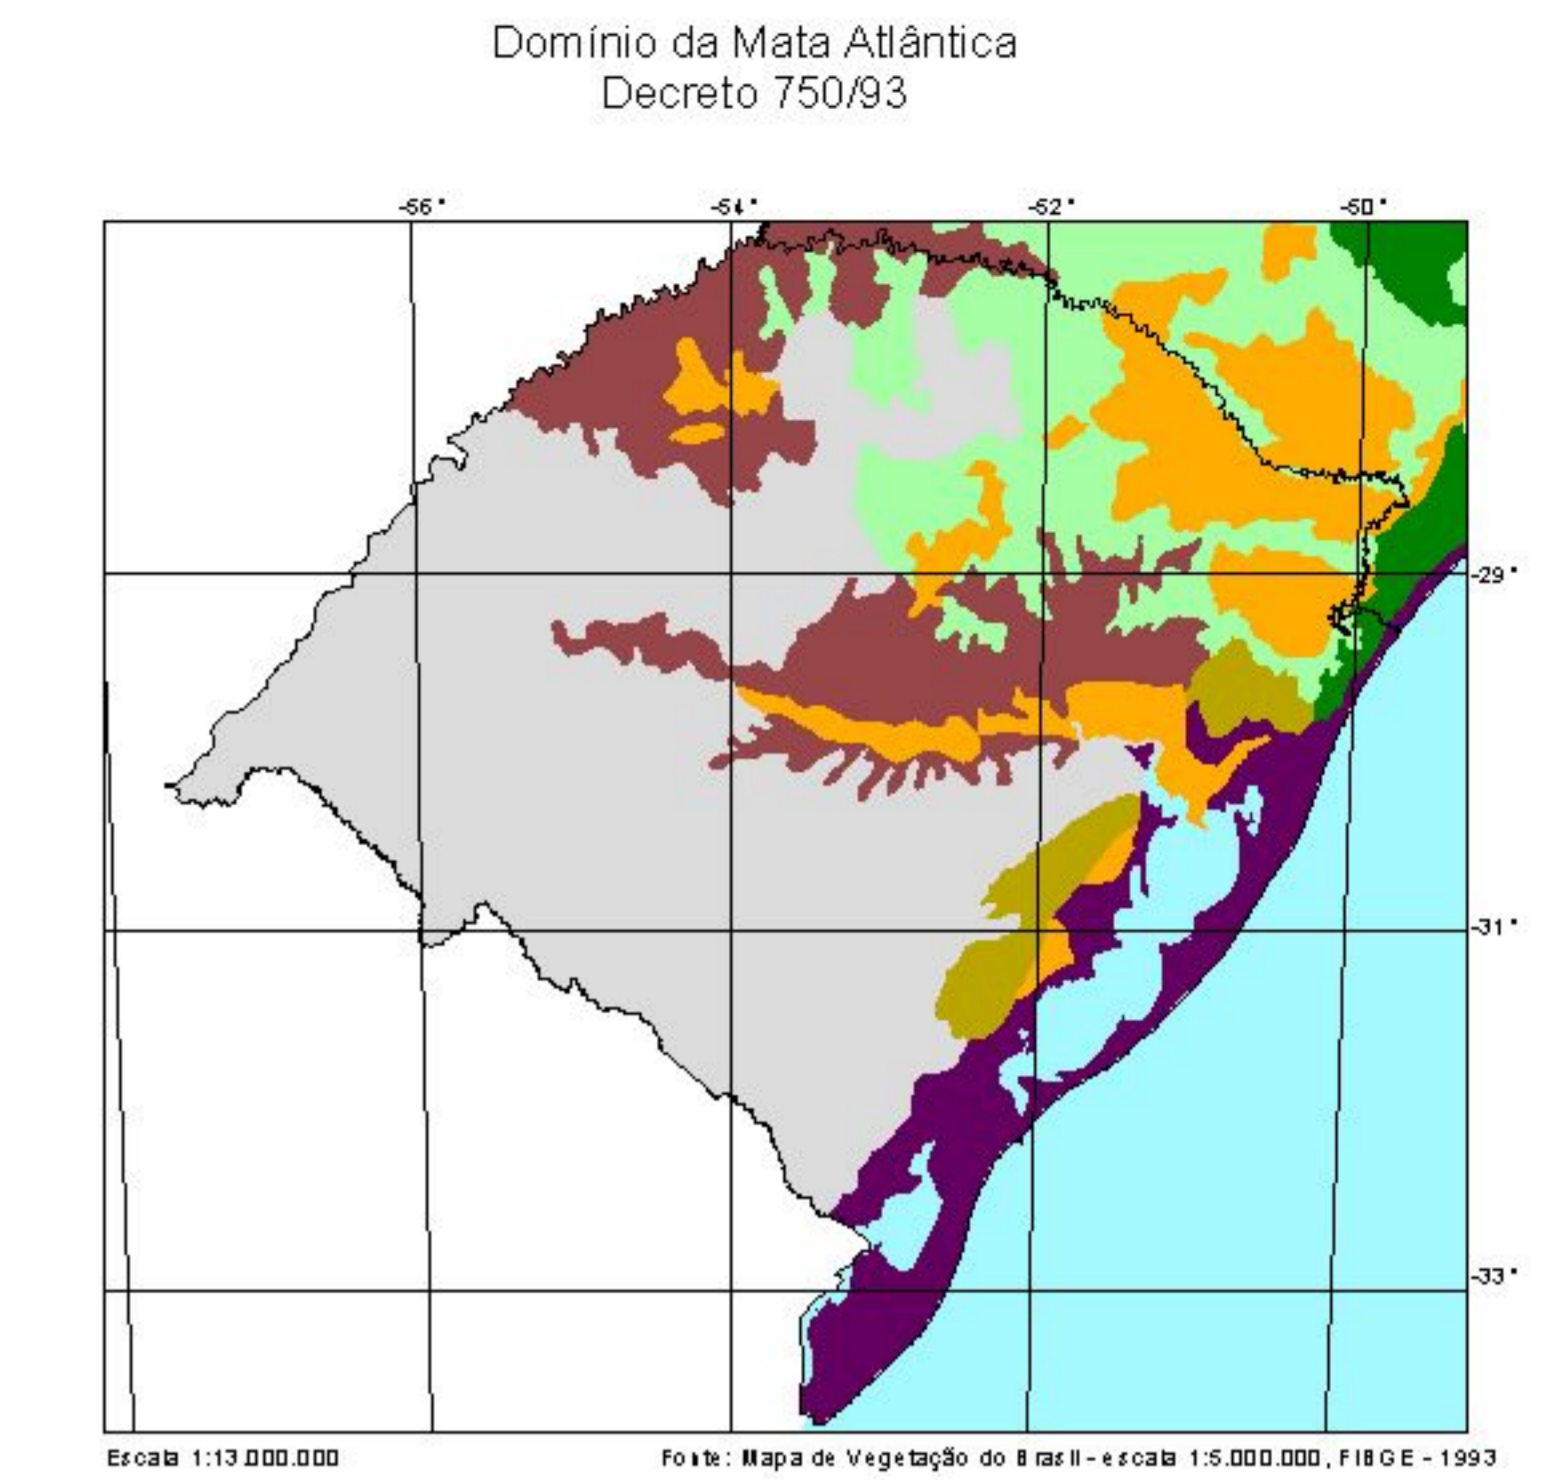 Domínio da Mata Atlântica
Decreto 750/93
-56° -54° -52° -50°
-29°
-31°
-33°
Escala 1:13.000.000
Fonte: Mapa de Vegetação do Brasil - escala 1:5.000.000, FIBGE - 1993